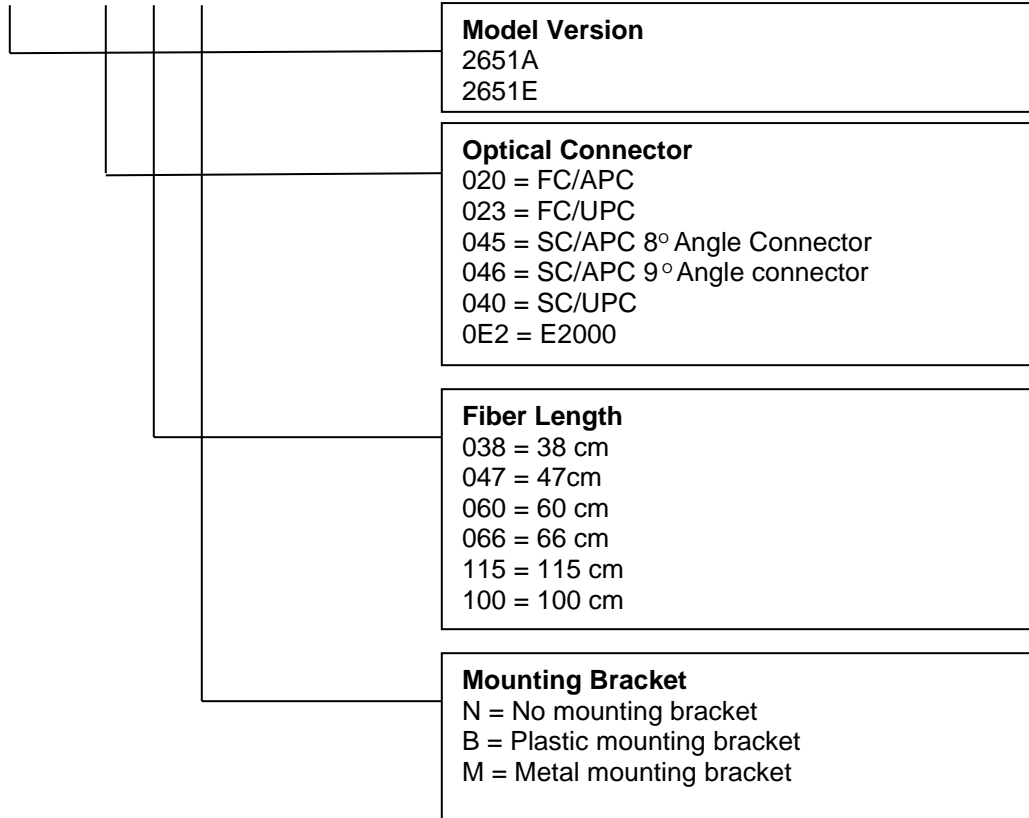 Model Version
2651A
2651E
Optical Connector
020 = FC/APC
023 = FC/UPC
045 = SC/APC 8° Angle Connector
046 = SC/APC 9° Angle connector
040 = SC/UPC
0E2 = E2000
Fiber Length
038 = 38 cm
047 = 47cm
060 = 60 cm
066 = 66 cm
115 = 115 cm
100 = 100 cm
Mounting Bracket
N = No mounting bracket
B = Plastic mounting bracket
M = Metal mounting bracket